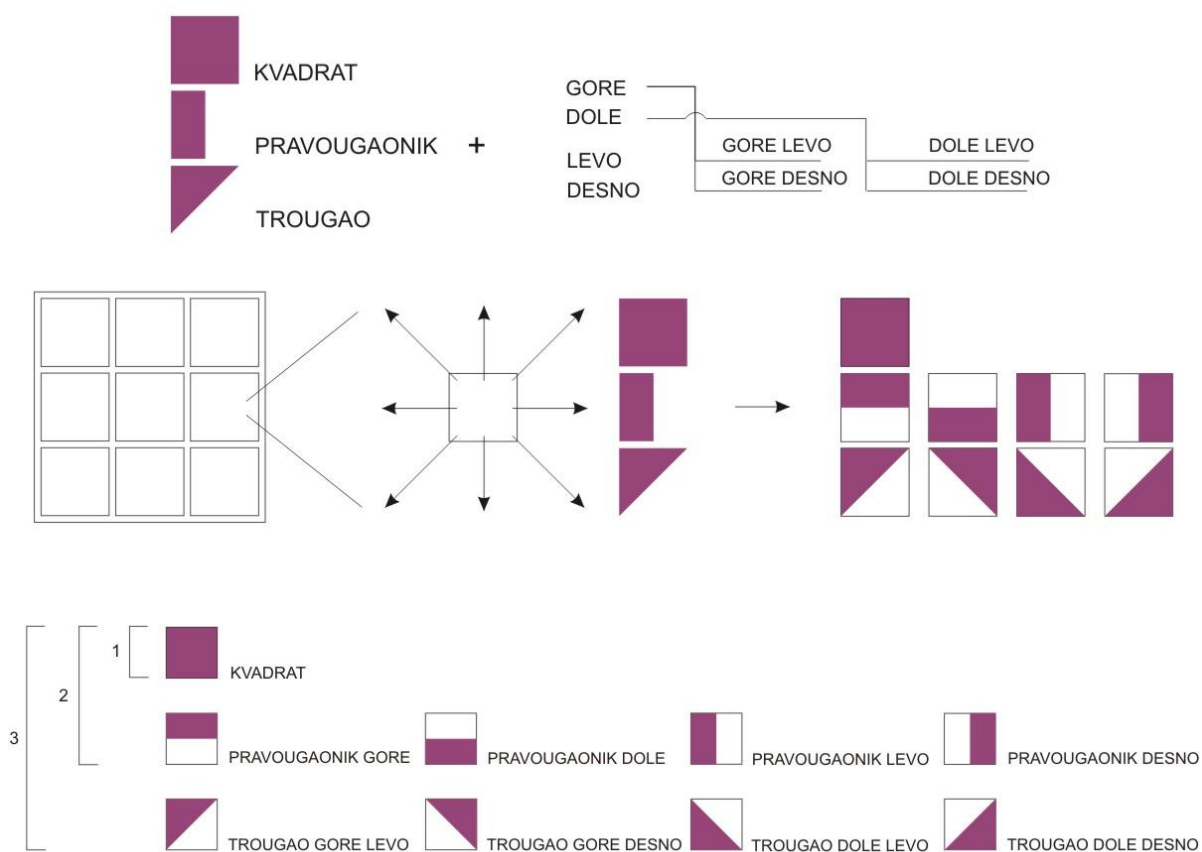 KVADRAT
PRAVOUGAONIK +
TROUGAO
GORE
DOLE
LEVO
DESNO
GORE LEVO
GORE DESNO
DOLE LEVO
DOLE DESNO
1
2
3
KVADRAT
PRAVOUGAONIK GORE
PRAVOUGAONIK DOLE
PRAVOUGAONIK LEVO
PRAVOUGAONIK DESNO
TROUGAO GORE LEVO
TROUGAO GORE DESNO
TROUGAO DOLE LEVO
TROUGAO DOLE DESNO